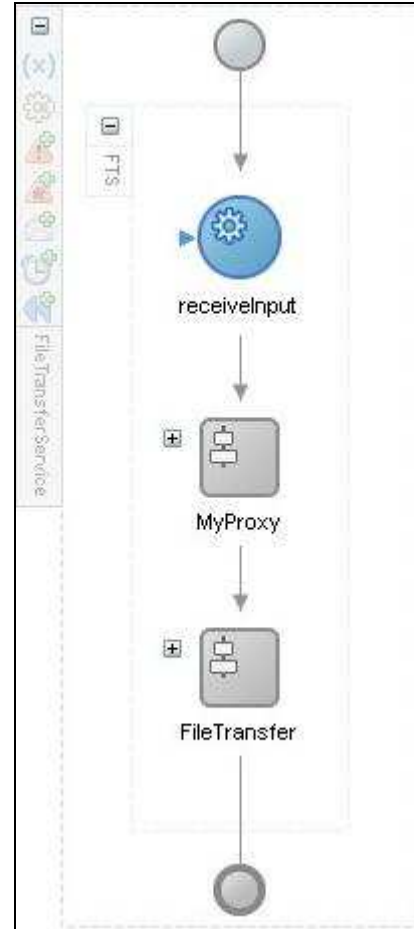 (x)
FTS
receiveInput
MyProxy
FileTransferService
FileTransfer